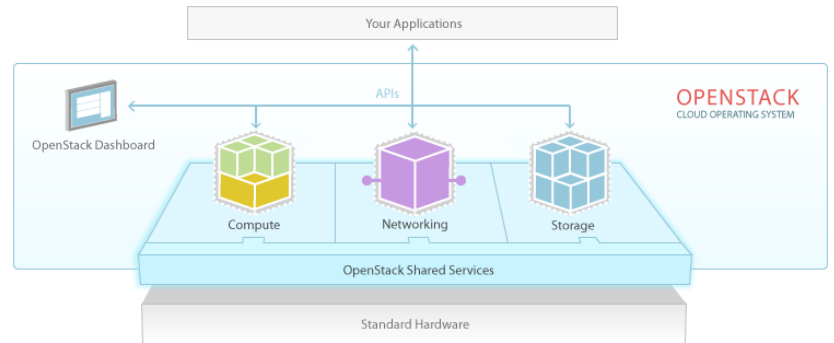 Your Applications
APIs
OPENSTACK
CLOUD OPERATING SYSTEM
OpenStack Dashboard
Compute
Networking
Storage
OpenStack Shared Services
Standard Hardware